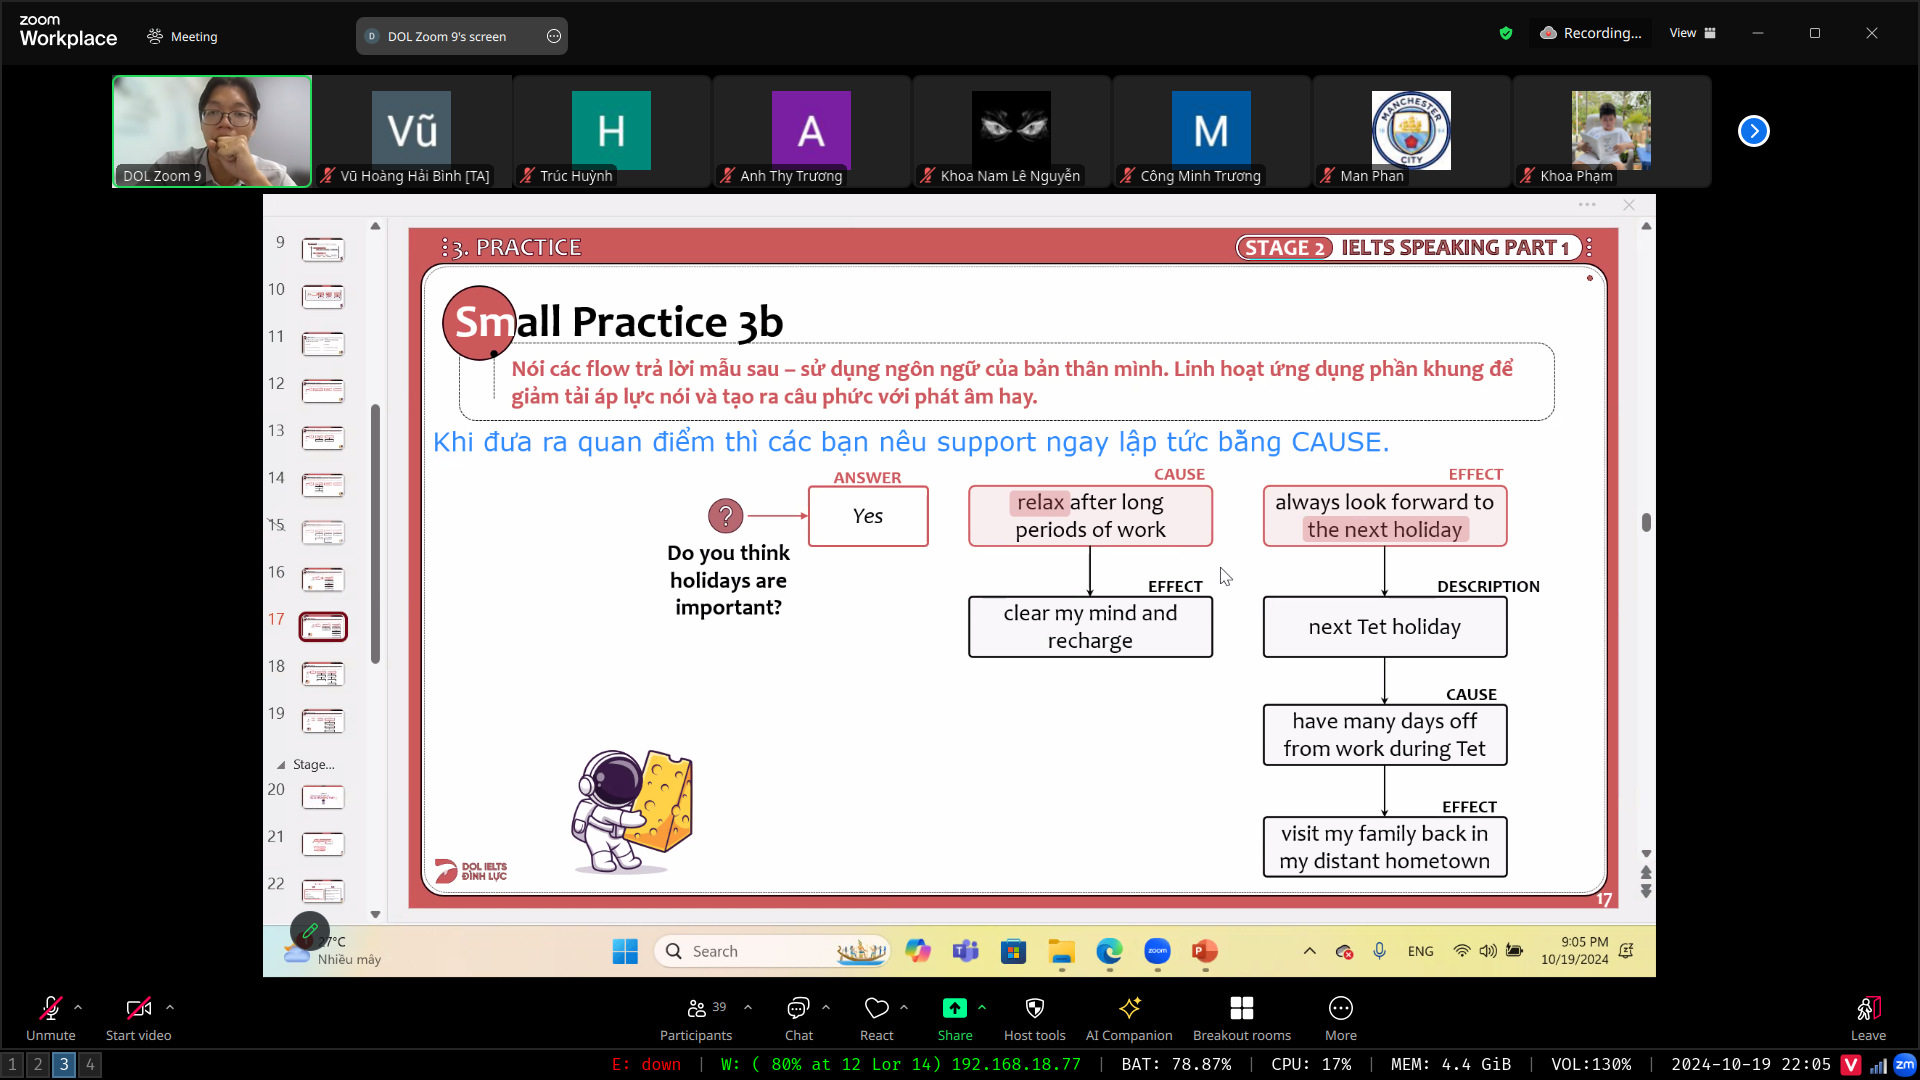 zoom
Workplace
Meeting
D DOL Zoom 9's screen
Recording...
View
DOL Zoom 9
Vũ
Vũ Hoàng Hải Bình [TA]
H
Trúc Huỳnh
A
Anh Thy Trương
Khoa Nam Lê Nguyễn
M
Công Minh Trương
MANCHESTER
CITY
Man Phan
Khoa Phạm
9
10
11
12
13
14
15
16
17
18
19
Stage...
20
21
22
3. PRACTICE
STAGE 2 IELTS SPEAKING PART 1
Small Practice 3b
Nói các flow trả lời mẫu sau – sử dụng ngôn ngữ của bản thân mình. Linh hoạt ứng dụng phần khung để
giảm tải áp lực nói và tạo ra câu phức với phát âm hay.
Khi đưa ra quan điểm thì các bạn nêu support ngay lập tức bằng CAUSE.
?
Do you think
holidays are
important?
ANSWER
Yes
CAUSE
relax after long
periods of work
EFFECT
clear my mind and
recharge
EFFECT
always look forward to
the next holiday
DESCRIPTION
next Tet holiday
CAUSE
have many days off
from work during Tet
EFFECT
visit my family back in
my distant hometown
DOL IELTS
ĐÌNH LỰC
17
27°C
Nhiều mây
Search
zoom
P
ENG
9:05 PM
10/19/2024
Unmute
Start video
39
Participants
Chat
React
Share
Host tools
AI Companion
Breakout rooms
More
Leave
1 2 3 4
E: down | W: ( 80% at 12 Lor 14) 192.168.18.77 | BAT: 78.87% | CPU: 17% | MEM: 4.4 GiB | VOL:130% | 2024-10-19 22:05 V zm